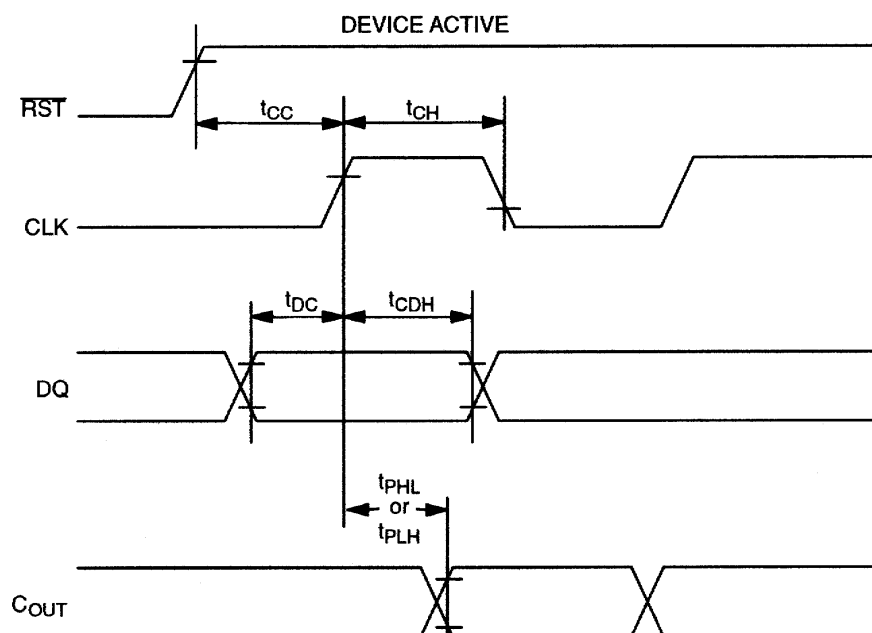 DEVICE ACTIVE
RST
tCC
tCH
CLK
tDC
tCDH
DQ
tPHL
or
tPLH
COUT